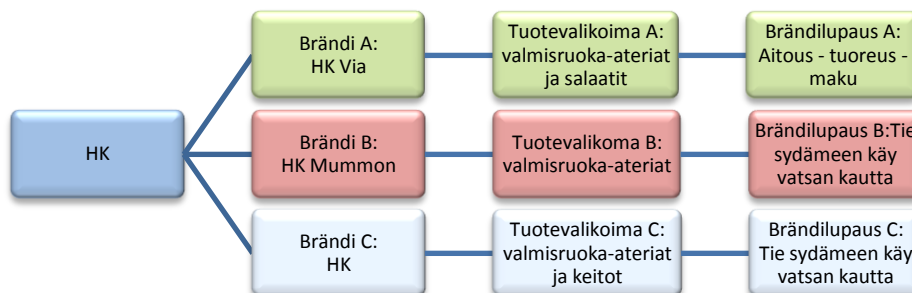 Brändi A:
HK Via
Tuotevalikoima A:
valmisruoka-ateriat
ja salaatit
Brändilupaus A:
Aitous - tuoreus -
maku
HK
Brändi B:
HK Mummon
Tuotevalikoma B:
valmisruoka-ateriat
Brändilupaus B:Tie
sydämeen käy
vatsan kautta
Brändi C:
HK
Tuotevalikoima C:
valmisruoka-ateriat
ja keitot
Brändilupaus C:
Tie sydämeen käy
vatsan kautta